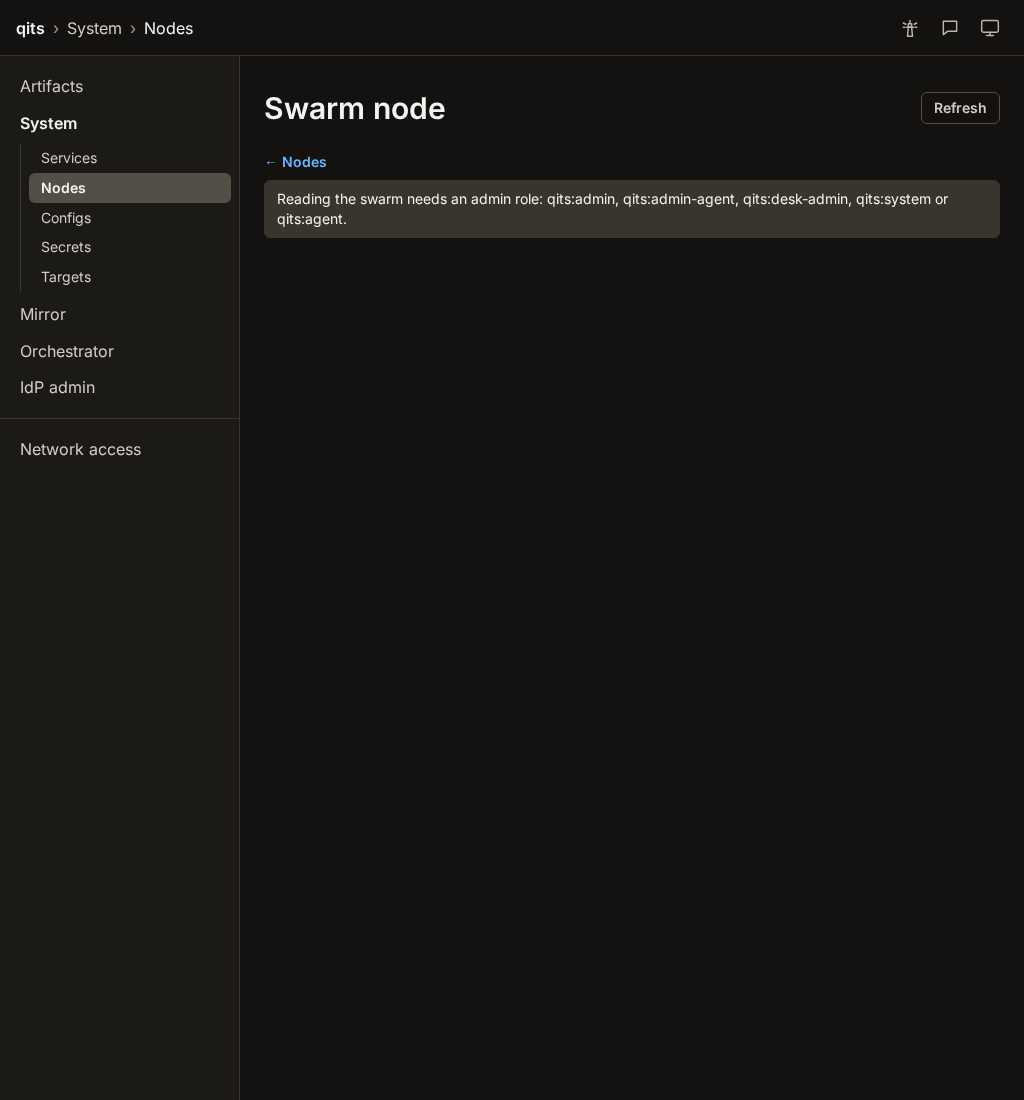 qits › System › Nodes
Artifacts
System
Services
Nodes
Configs
Secrets
Targets
Mirror
Orchestrator
IdP admin
Network access
Swarm node
Refresh
← Nodes
Reading the swarm needs an admin role: qits:admin, qits:admin-agent, qits:desk-admin, qits:system or
qits:agent.